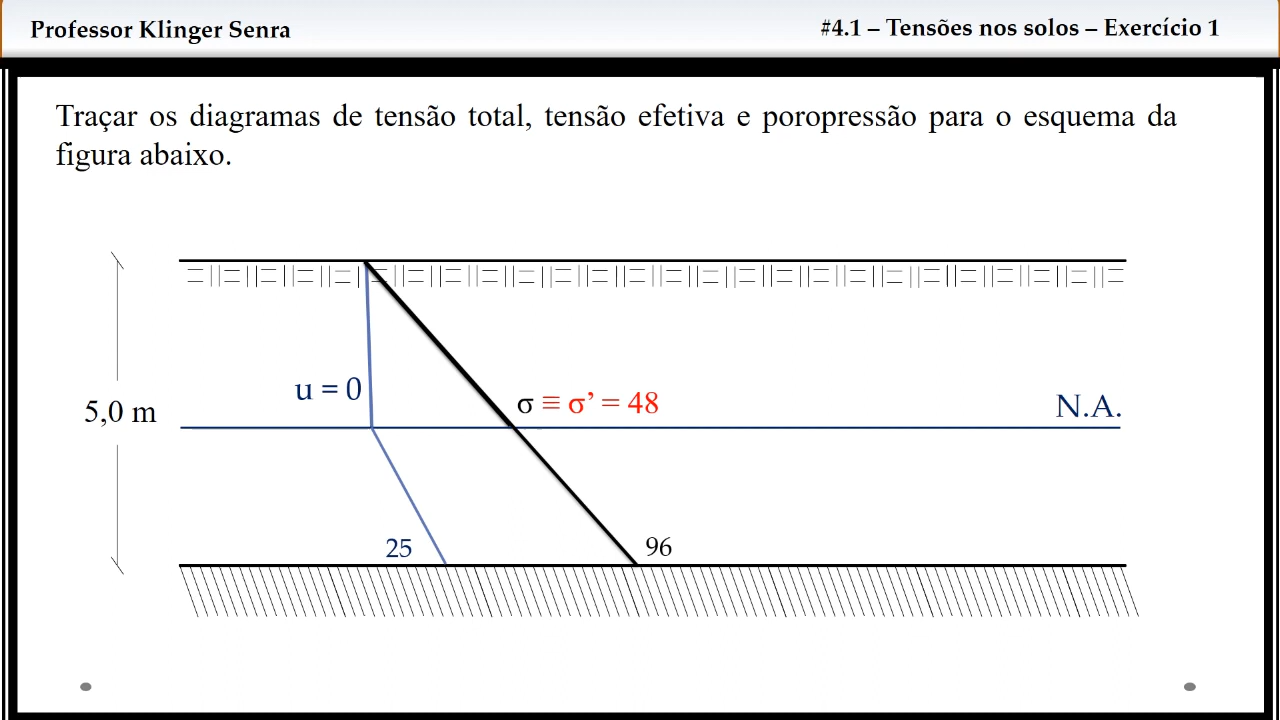 Professor Klinger Senra
#4.1 – Tensões nos solos – Exercício 1
Traçar os diagramas de tensão total, tensão efetiva e poropressão para o esquema da
figura abaixo.
u = 0
σ ≡ σ’ = 48
N.A.
5,0 m
25
96